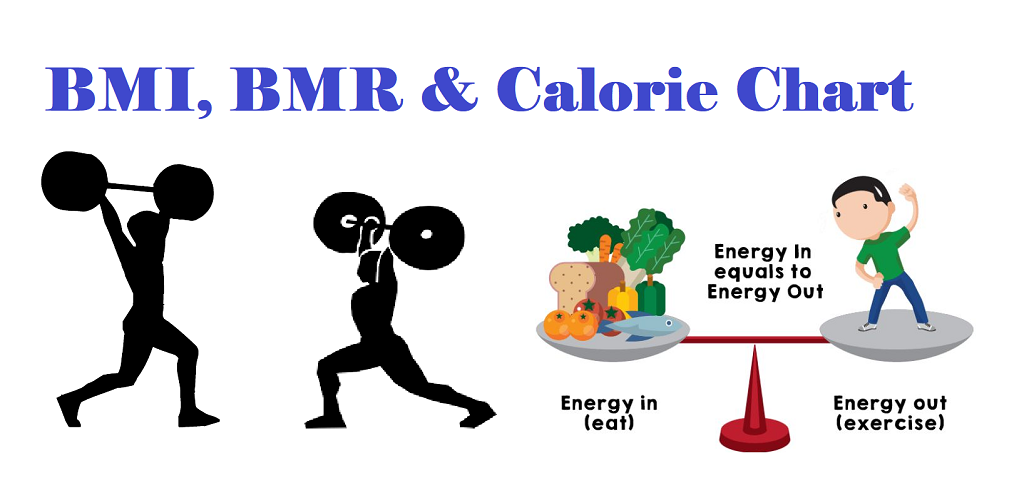 BMI, BMR & Calorie Chart
Energy In
equals to
Energy Out
Energy in
(eat)
Energy out
(exercise)